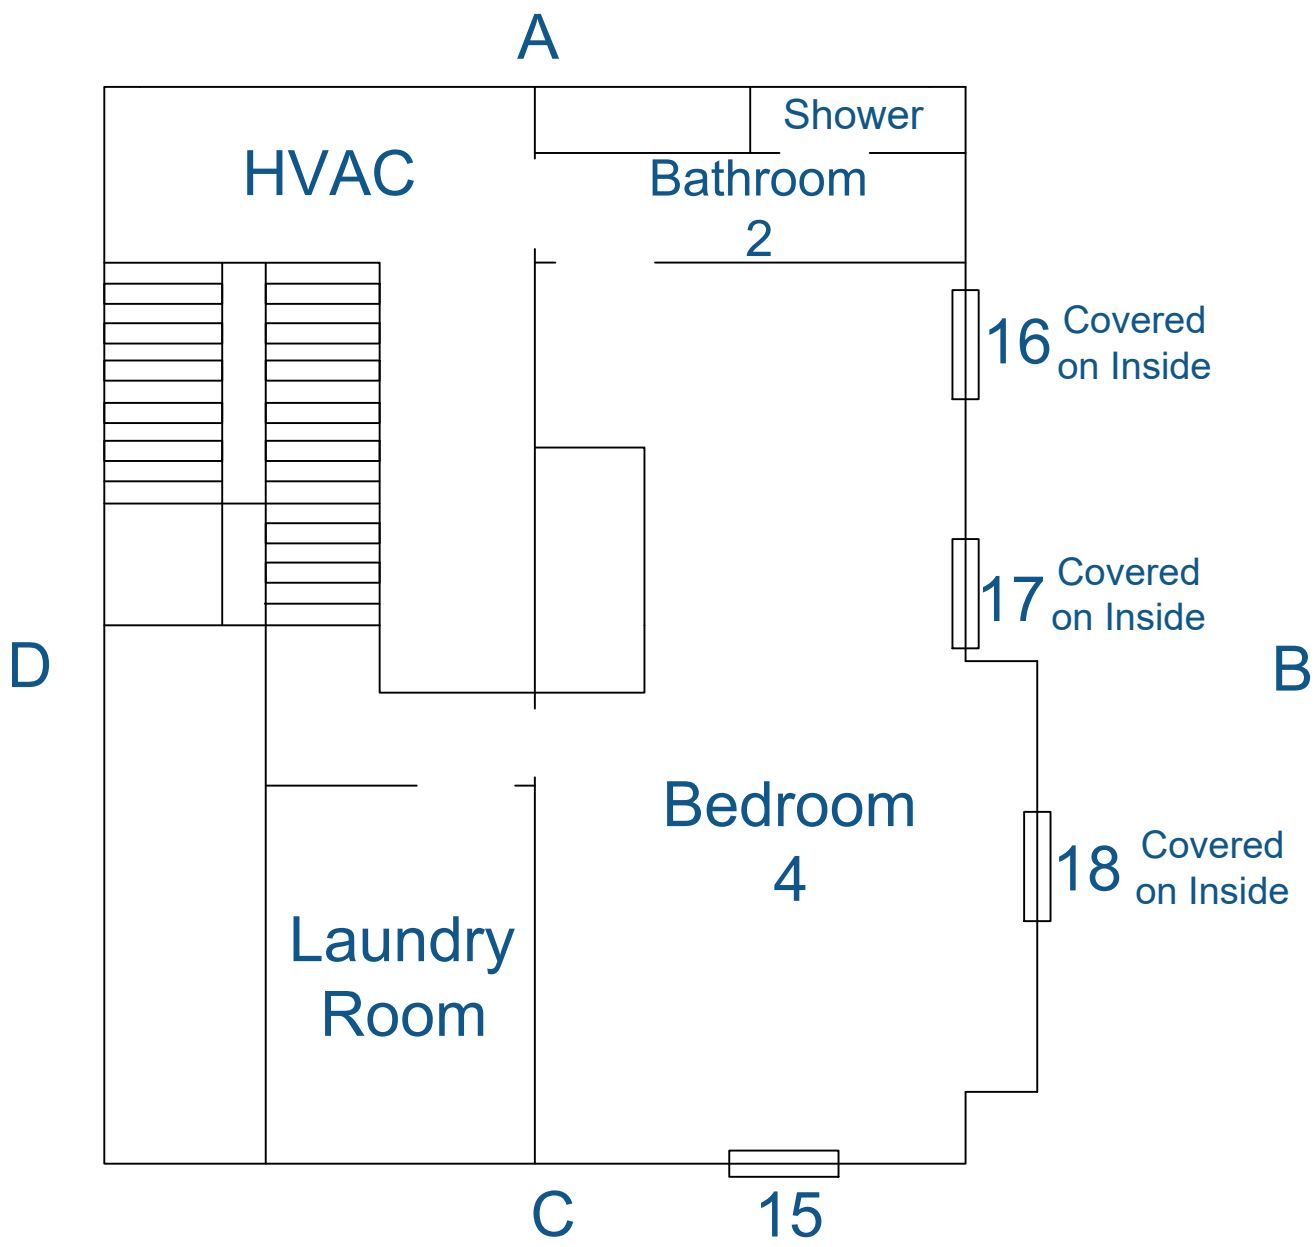 A
Shower
HVAC
Bathroom
2
16
Covered
on Inside
17
Covered
on Inside
D
B
Bedroom
4
18
Covered
on Inside
Laundry
Room
C
15